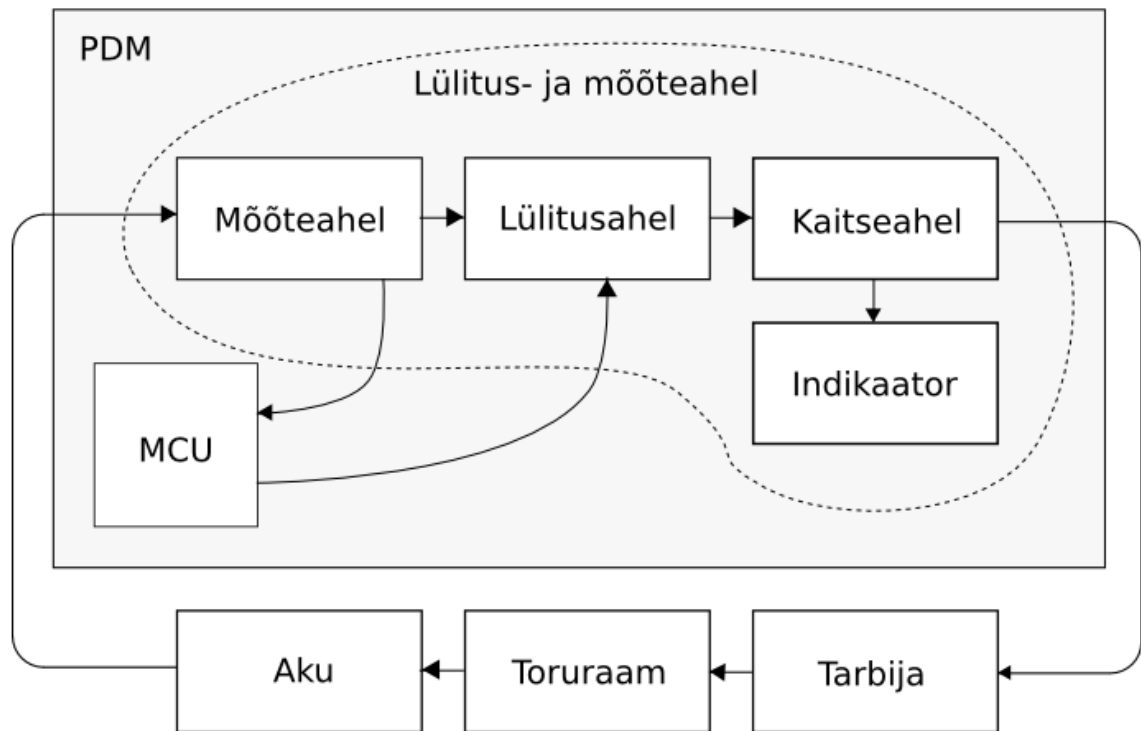 PDM
Lülitus- ja mõõteahel
Mõõteahel
Lülitusahel
Kaitseahel
Indikaator
MCU
Aku
Toruraam
Tarbija